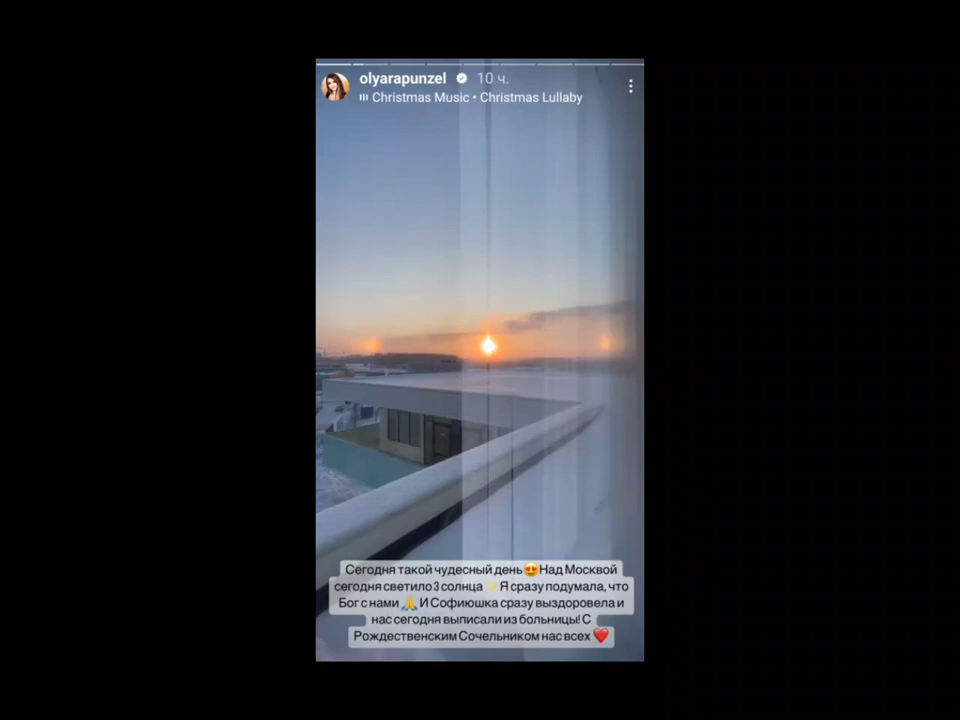 olyarapunzel 10 ч.
Christmas Music • Christmas Lullaby
Сегодня такой чудесный день😍Над Москвой
сегодня светило 3 солнца✨Я сразу подумала, что
Бог с нами 🙏 И Софиюшка сразу выздоровела и
нас сегодня выписали из больницы! С
Рождественским Сочельником нас всех ❤️